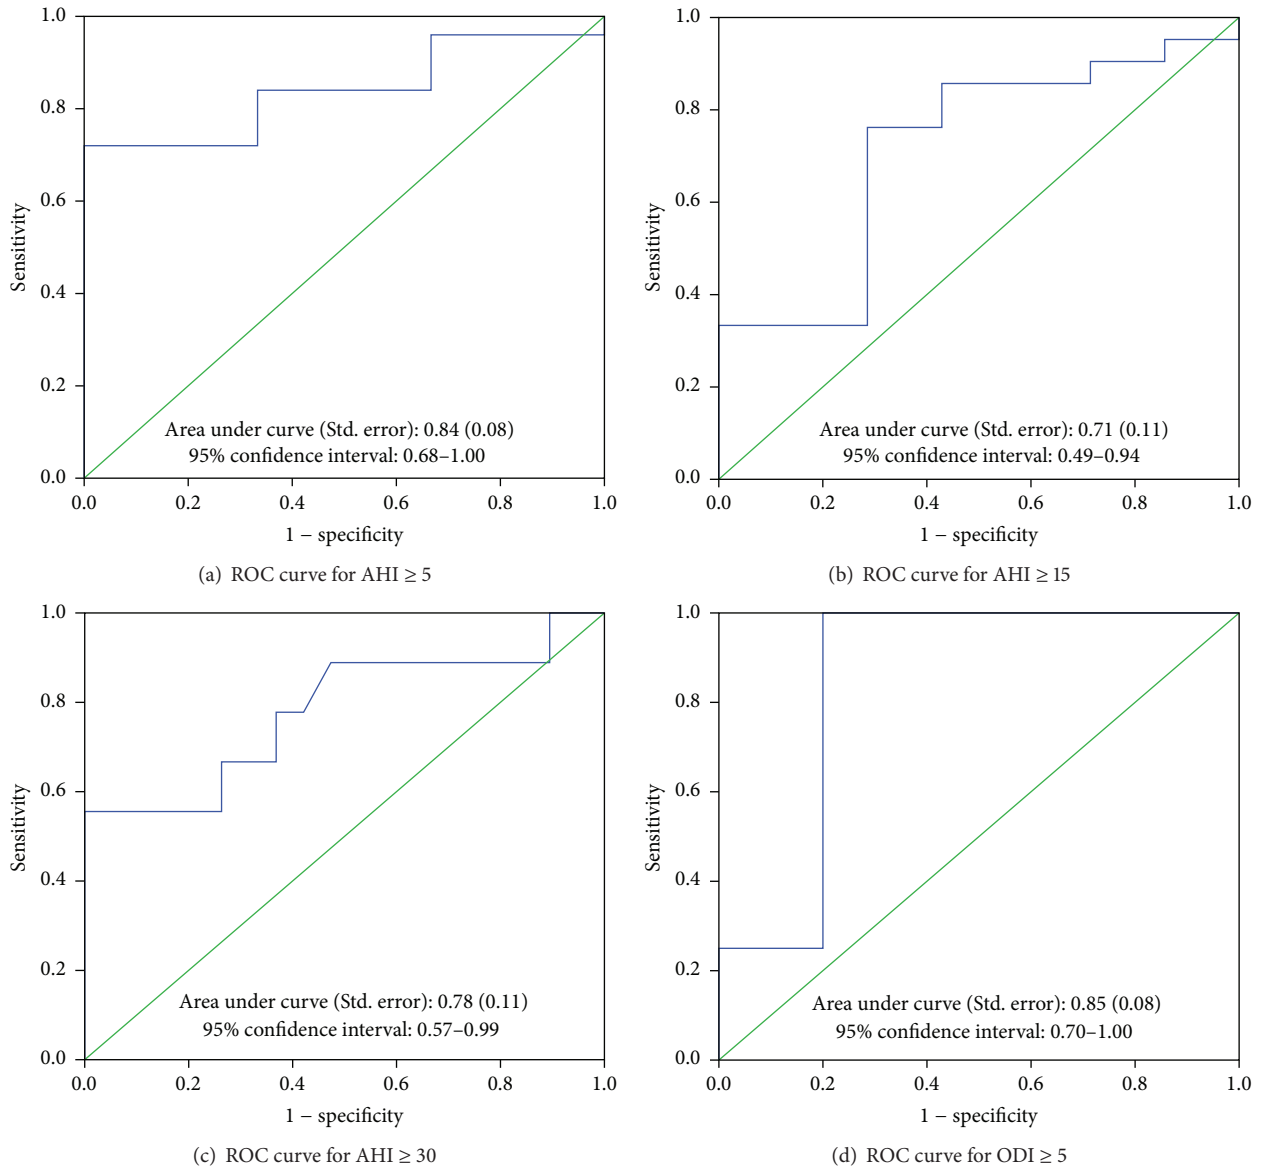 1.0
0.8
0.6
0.4
0.2
0.0
Sensitivity
Area under curve (Std. error): 0.84 (0.08)
95% confidence interval: 0.68–1.00
0.0 0.2 0.4 0.6 0.8 1.0
1 − specificity
(a) ROC curve for AHI ≥ 5
1.0
0.8
0.6
0.4
0.2
0.0
Sensitivity
Area under curve (Std. error): 0.71 (0.11)
95% confidence interval: 0.49–0.94
0.0 0.2 0.4 0.6 0.8 1.0
1 − specificity
(b) ROC curve for AHI ≥ 15
1.0
0.8
0.6
0.4
0.2
0.0
Sensitivity
Area under curve (Std. error): 0.78 (0.11)
95% confidence interval: 0.57–0.99
0.0 0.2 0.4 0.6 0.8 1.0
1 − specificity
(c) ROC curve for AHI ≥ 30
1.0
0.8
0.6
0.4
0.2
0.0
Sensitivity
Area under curve (Std. error): 0.85 (0.08)
95% confidence interval: 0.70–1.00
0.0 0.2 0.4 0.6 0.8 1.0
1 − specificity
(d) ROC curve for ODI ≥ 5